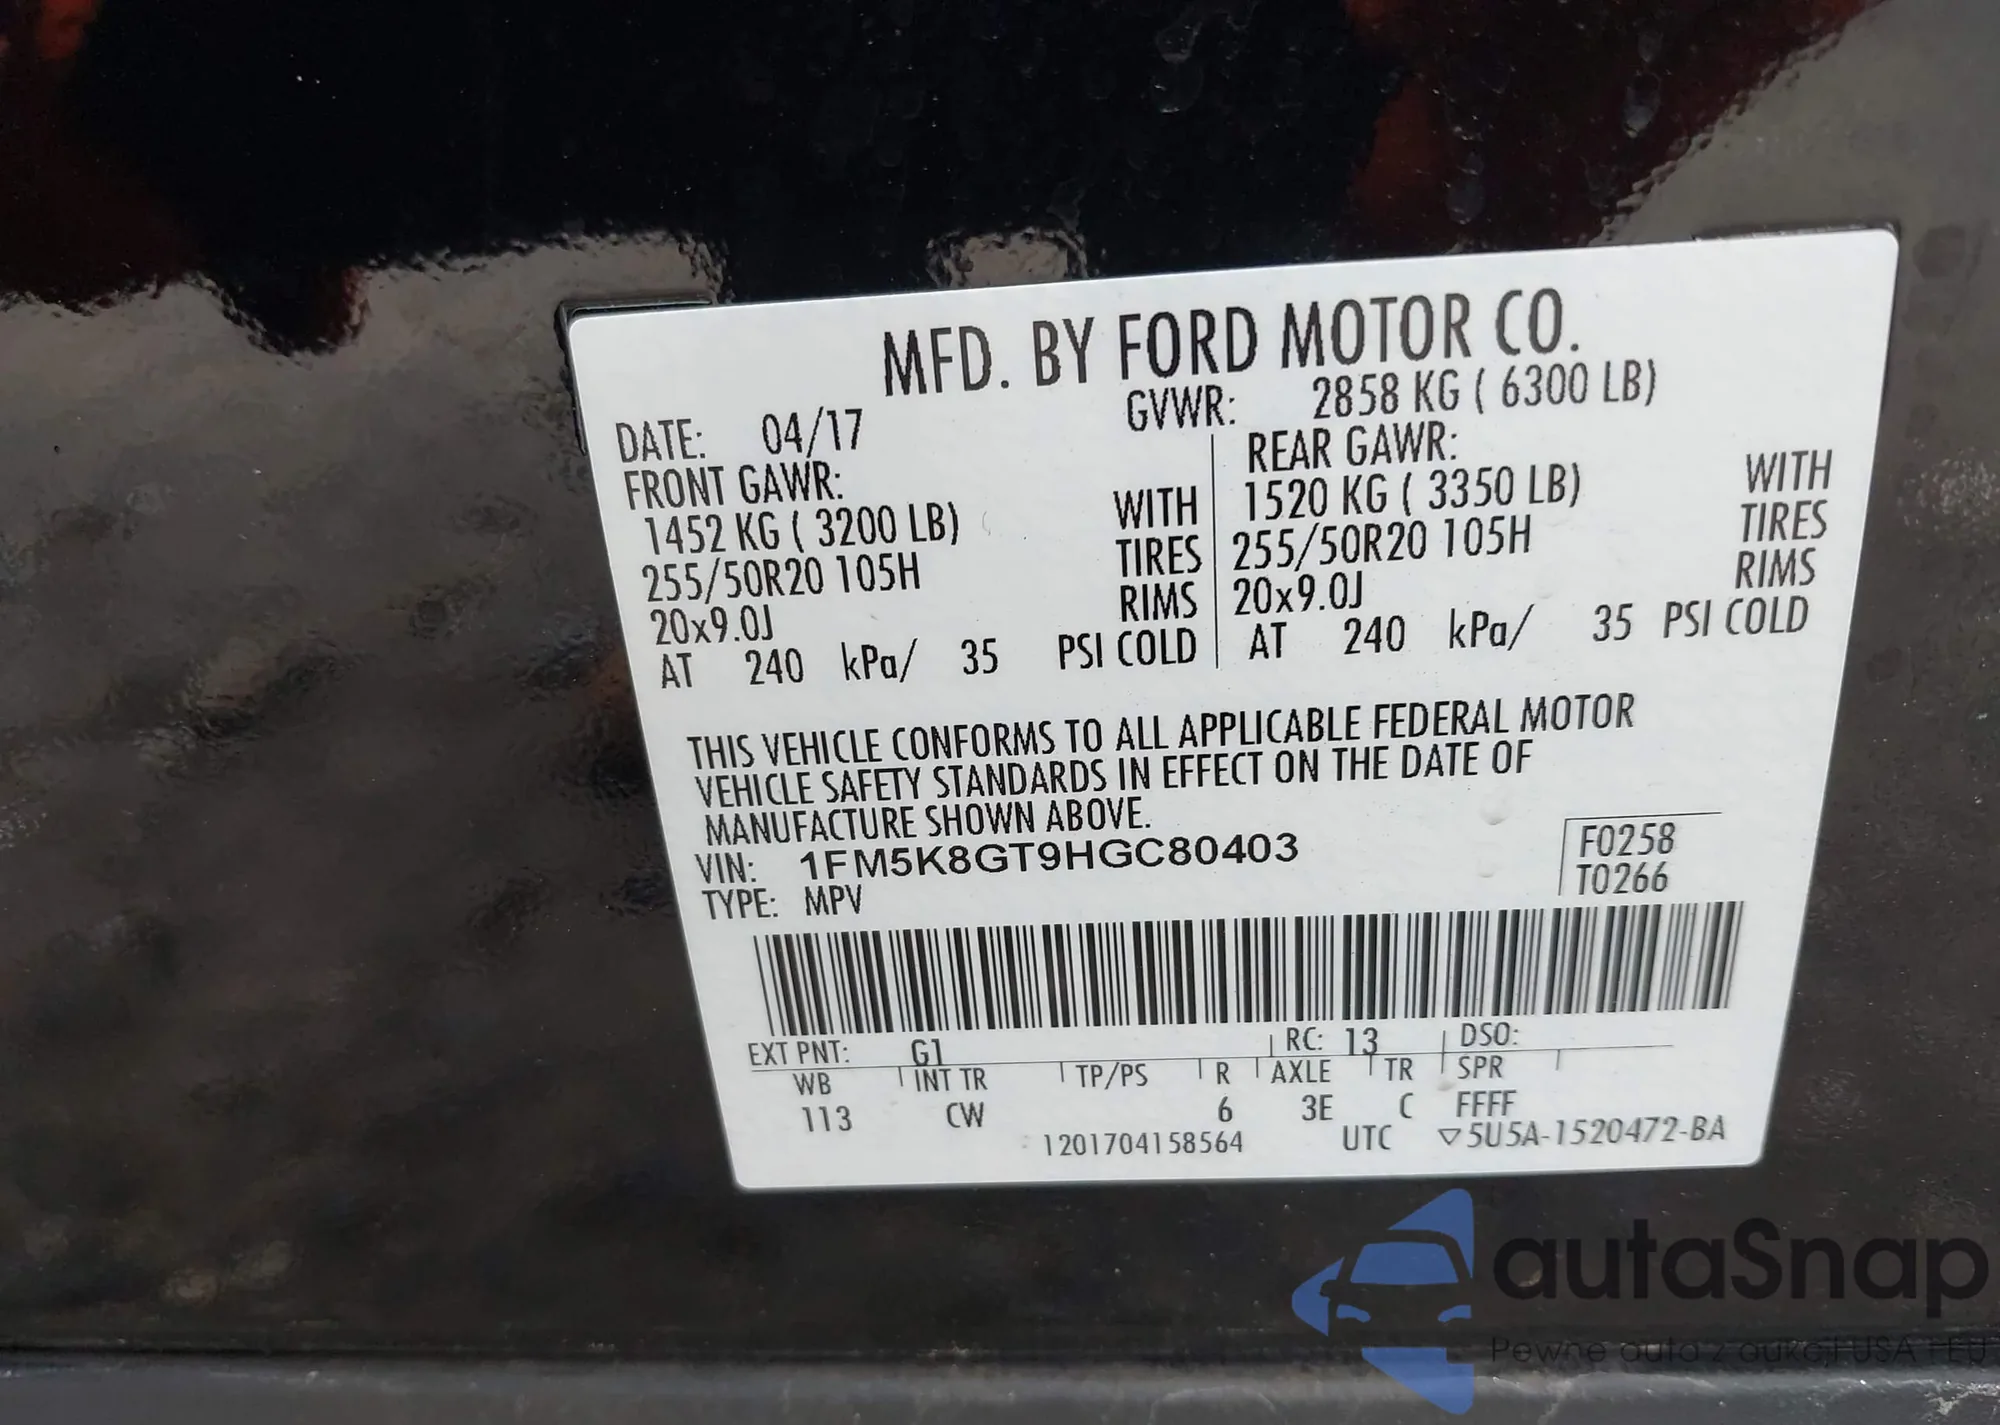 MFD. BY FORD MOTOR CO.
DATE: 04/17 GVWR: 2858 KG ( 6300 LB)
FRONT GAWR: REAR GAWR:
1452 KG ( 3200 LB) WITH 1520 KG ( 3350 LB) WITH
255/50R20 105H TIRES 255/50R20 105H TIRES
20x9.0J RIMS 20x9.0J RIMS
AT 240 kPa/ 35 PSI COLD AT 240 kPa/ 35 PSI COLD
THIS VEHICLE CONFORMS TO ALL APPLICABLE FEDERAL MOTOR
VEHICLE SAFETY STANDARDS IN EFFECT ON THE DATE OF
MANUFACTURE SHOWN ABOVE.
VIN: 1FM5K8GT9HGC80403 F0258
TYPE: MPV T0266
EXT PNT: G1 RC: 13 DSO:
WB INT TR TP/PS R AXLE TR SPR
113 CW 6 3E C FFFF
1201704158564 UTC ▽5U5A-1520472-BA
autaSnap
Pewne auta z aukcji USA i EU